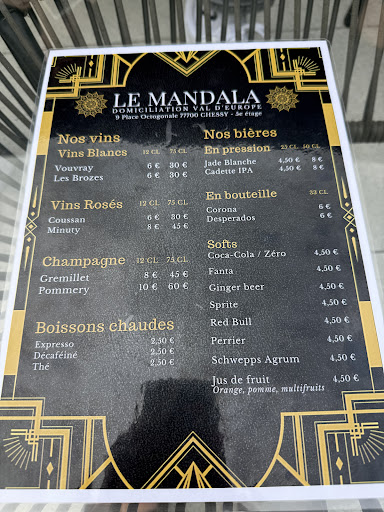 LE MANDALA
DOMICILIATION VAL D'EUROPE
9 Place Octogonale 77700 CHESSY - 3e étage
Nos vins
Vins Blancs 12 CL 75 CL
Vouvray 6 € 30 €
Les Brozes 6 € 30 €
Vins Rosés 12 CL 75 CL
Coussan 6 € 30 €
Minuty 8 € 45 €
Champagne 12 CL 75 CL
Gremillet 8 € 45 €
Pommery 10 € 60 €
Boissons chaudes
Expresso 2,50 €
Décaféiné 2,50 €
Thé 2,50 €
Nos bières
En pression 25 CL 50 CL
Jade Blanche 4,50 € 8 €
Cadette IPA 4,50 € 8 €
En bouteille 33 CL
Corona 6 €
Desperados 6 €
Softs
Coca-Cola / Zéro 4,50 €
Fanta 4,50 €
Ginger beer 4,50 €
Sprite 4,50 €
Red Bull 4,50 €
Perrier 4,50 €
Schwepps Agrum 4,50 €
Jus de fruit 4,50 €
Orange, pomme, multifruits